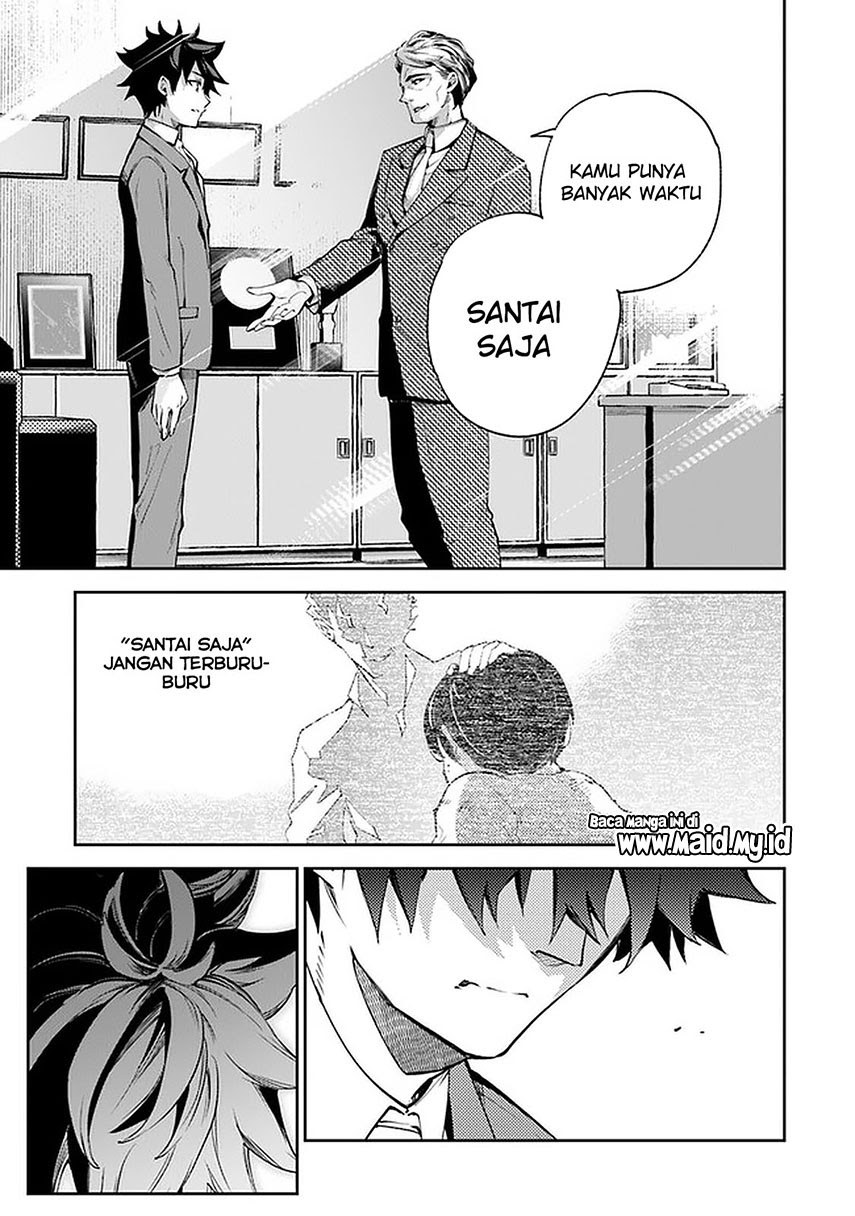 KAMU PUNYA
BANYAK WAKTU
SANTAI
SAJA
"SANTAI SAJA"
JANGAN TERBURU-
BURU
Baca Manga ini di
www.Maid.My.id